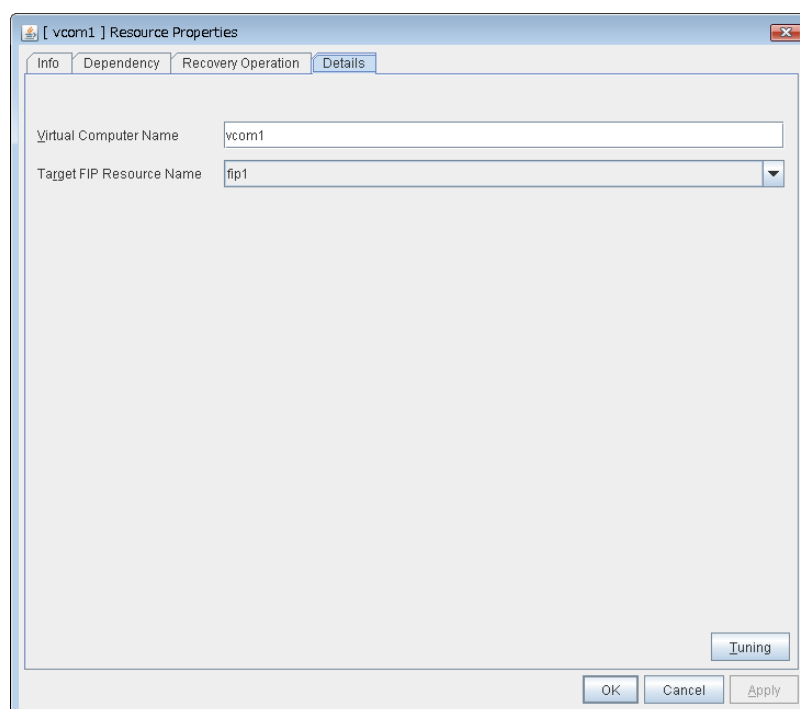 [ vcom1 ] Resource Properties
Info Dependency Recovery Operation Details
Virtual Computer Name vcom1
Target FIP Resource Name fip1
Tuning
OK Cancel Apply